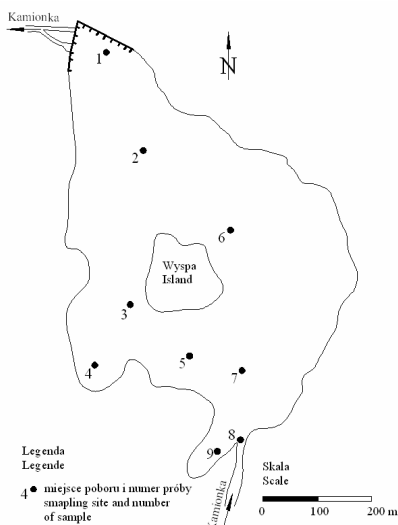 Kamionka
1
N
2
6
Wyspa
Island
3
5
4
7
8
9
Legenda
Legende
4 miejsce poboru i numer próby
smapling site and number
of sample
Kamionka
Skala
Scale
0 100 200 m